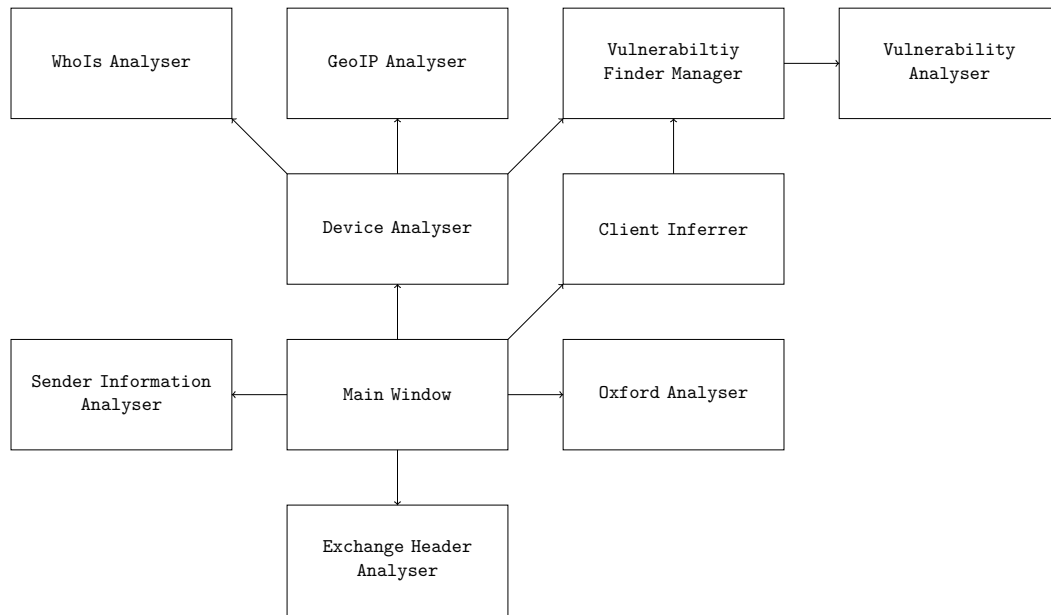 WhoIs Analyser
GeoIP Analyser
Vulnerabiltiy
Finder Manager
Vulnerability
Analyser
Device Analyser
Client Inferrer
Sender Information
Analyser
Main Window
Oxford Analyser
Exchange Header
Analyser